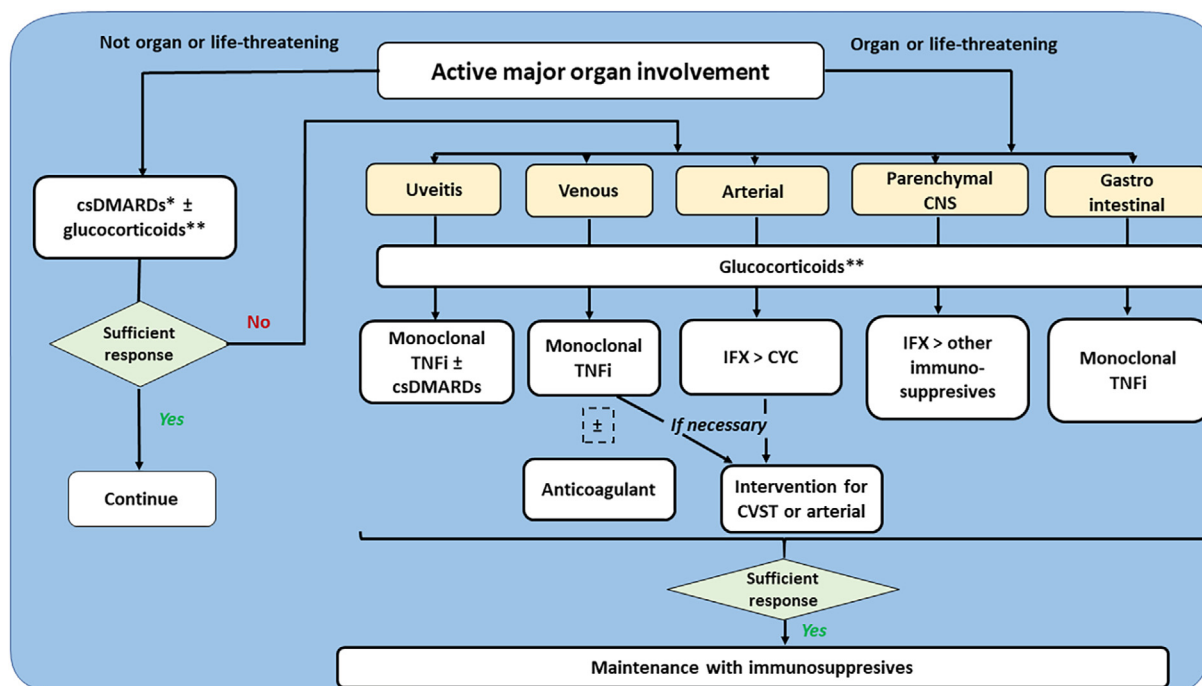 Not organ or life-threatening
Organ or life-threatening
Active major organ involvement
csDMARDs* ±
glucocorticoids**
Sufficient
response
No
Yes
Continue
Uveitis
Venous
Arterial
Parenchymal
CNS
Gastro
intestinal
Glucocorticoids**
Monoclonal
TNFi ±
csDMARDs
Monoclonal
TNFi
IFX > CYC
IFX > other
immuno-
suppresives
Monoclonal
TNFi
±
If necessary
Anticoagulant
Intervention for
CVST or arterial
Sufficient
response
Yes
Maintenance with immunosuppresives